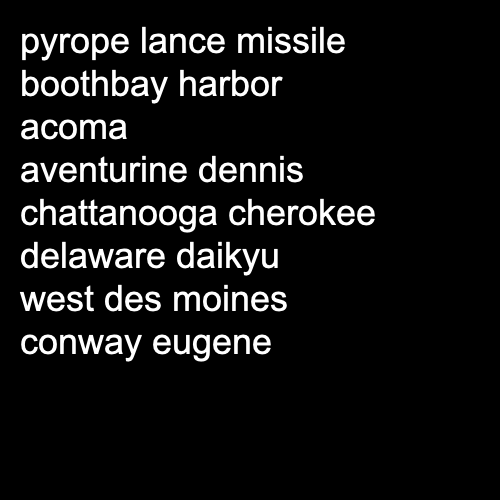 pyrope lance missile
boothbay harbor
acoma
aventurine dennis
chattanooga cherokee
delaware daikyu
west des moines
conway eugene